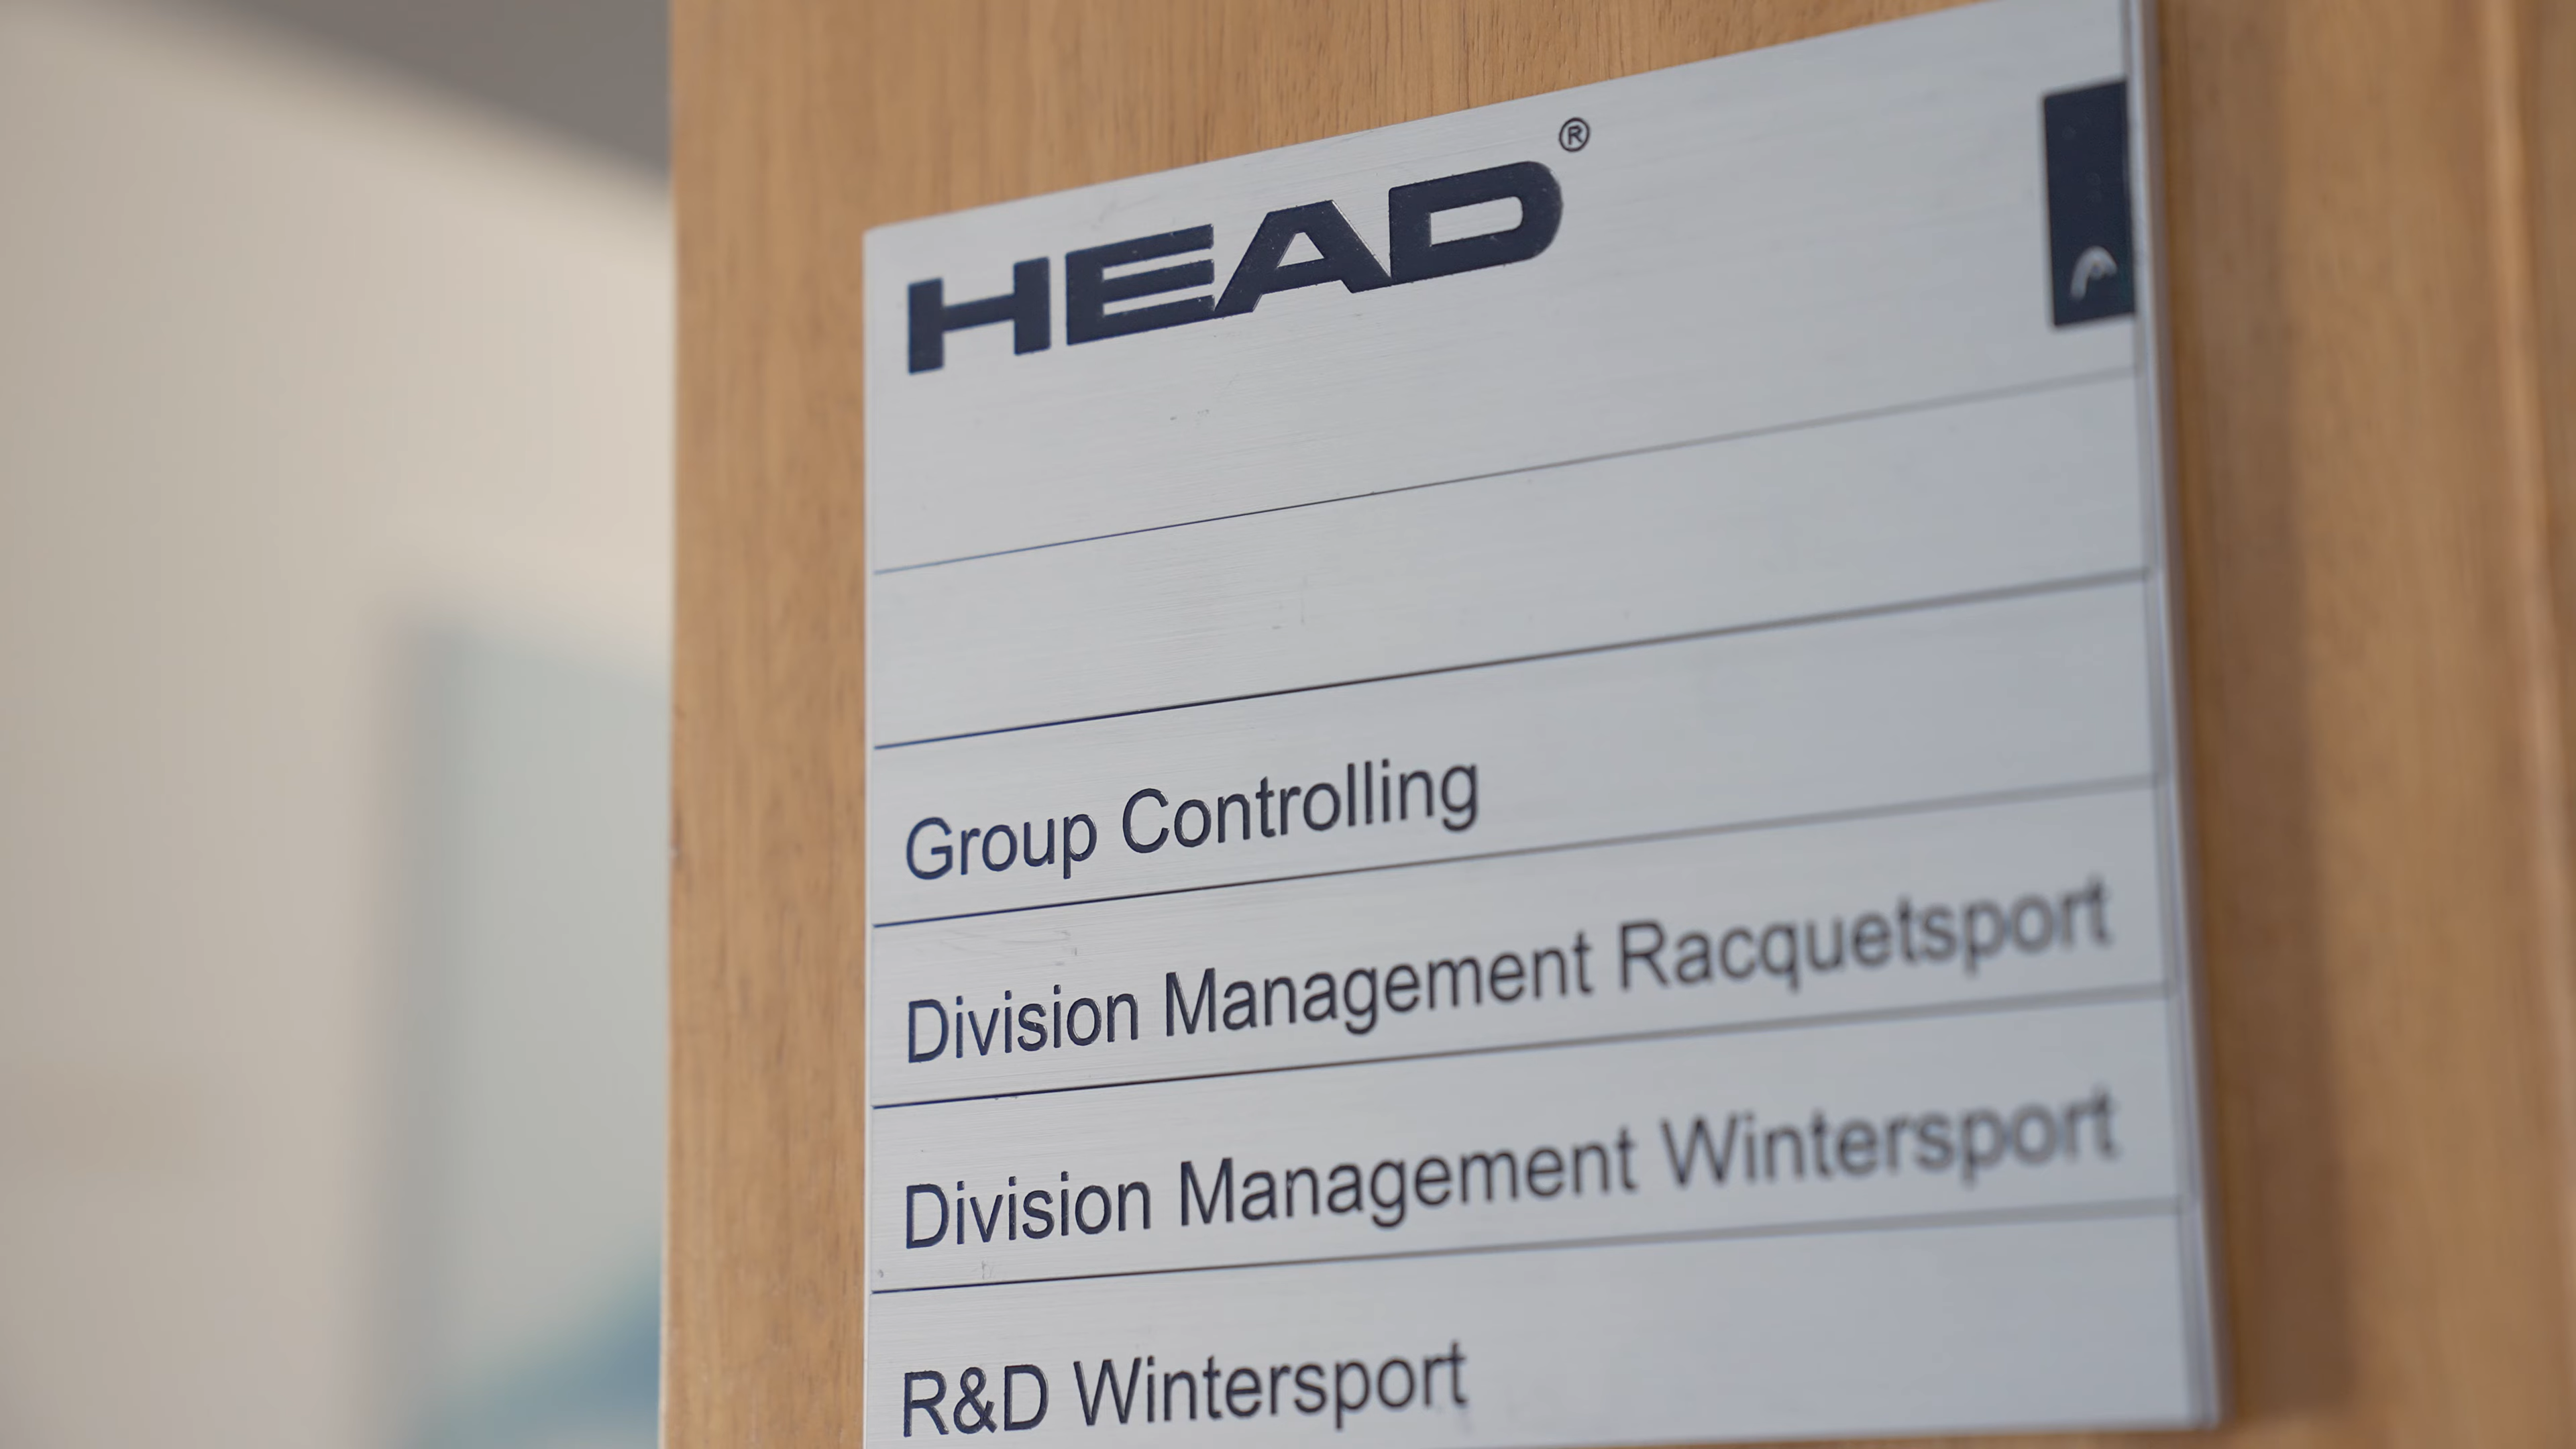 HEAD®
Group Controlling
Division Management Racquetsport
Division Management Wintersport
R&D Wintersport